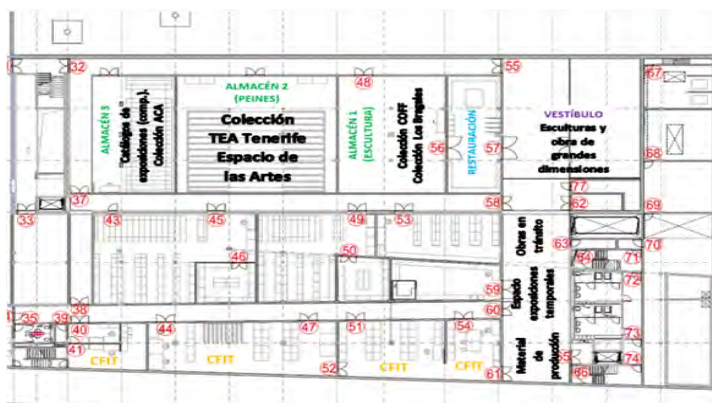 32
48
55
67
ALMACÉN 3
Catálogos de
exposiciones (comp.).
Colección ACA
ALMACÉN 2
(PEINES)
Colección
TEA Tenerife
Espacio de
las Artes
ALMACÉN 1
(ESCULTURA)
Colección COFF
Colección Los Bragales
56
RESTAURACIÓN
57
VESTÍBULO
Esculturas y
obra de
grandes
dimensiones
68
77
37
58
62
69
33
43
45
49
53
Obras en
tránsito
63
70
46
50
64
71
72
59
Espacio
exposiciones
temporales
38
60
35
39
40
44
47
51
54
73
41
Material
de
producción
65
74
CFIT
CFIT
52
CFIT
CFIT
61
66